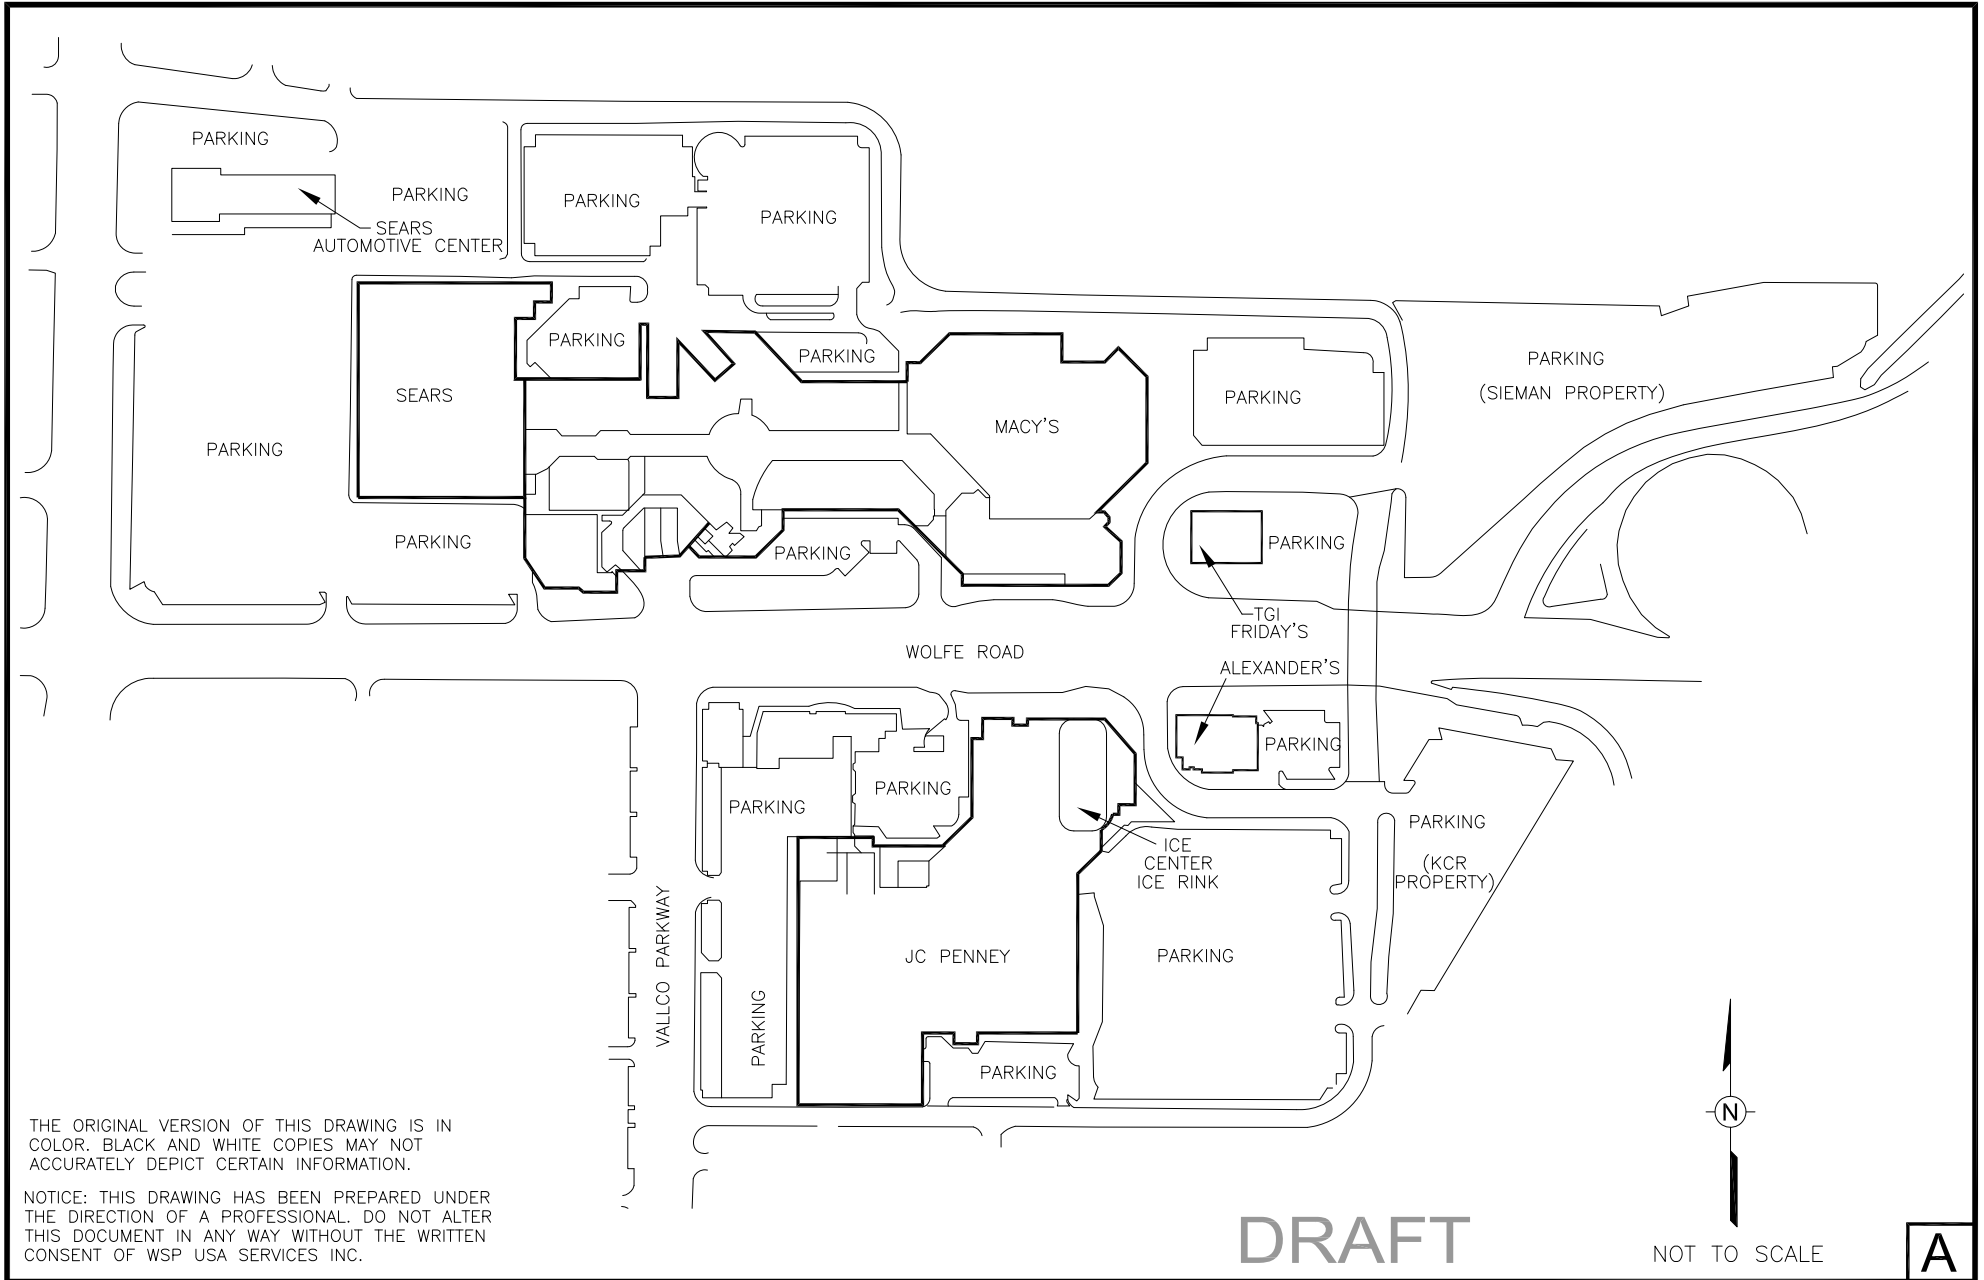 PARKING
PARKING
SEARS
AUTOMOTIVE CENTER
PARKING
PARKING
PARKING
PARKING
PARKING
(SIEMAN PROPERTY)
SEARS
PARKING
MACY'S
PARKING
PARKING
PARKING
PARKING
TGI
FRIDAY'S
WOLFE ROAD
ALEXANDER'S
PARKING
PARKING
PARKING
PARKING
(KCR
PROPERTY)
ICE
CENTER
ICE RINK
VALLCO PARKWAY
JC PENNEY
PARKING
PARKING
PARKING
THE ORIGINAL VERSION OF THIS DRAWING IS IN
COLOR. BLACK AND WHITE COPIES MAY NOT
ACCURATELY DEPICT CERTAIN INFORMATION.
NOTICE: THIS DRAWING HAS BEEN PREPARED UNDER
THE DIRECTION OF A PROFESSIONAL. DO NOT ALTER
THIS DOCUMENT IN ANY WAY WITHOUT THE WRITTEN
CONSENT OF WSP USA SERVICES INC.
DRAFT
N
NOT TO SCALE
A